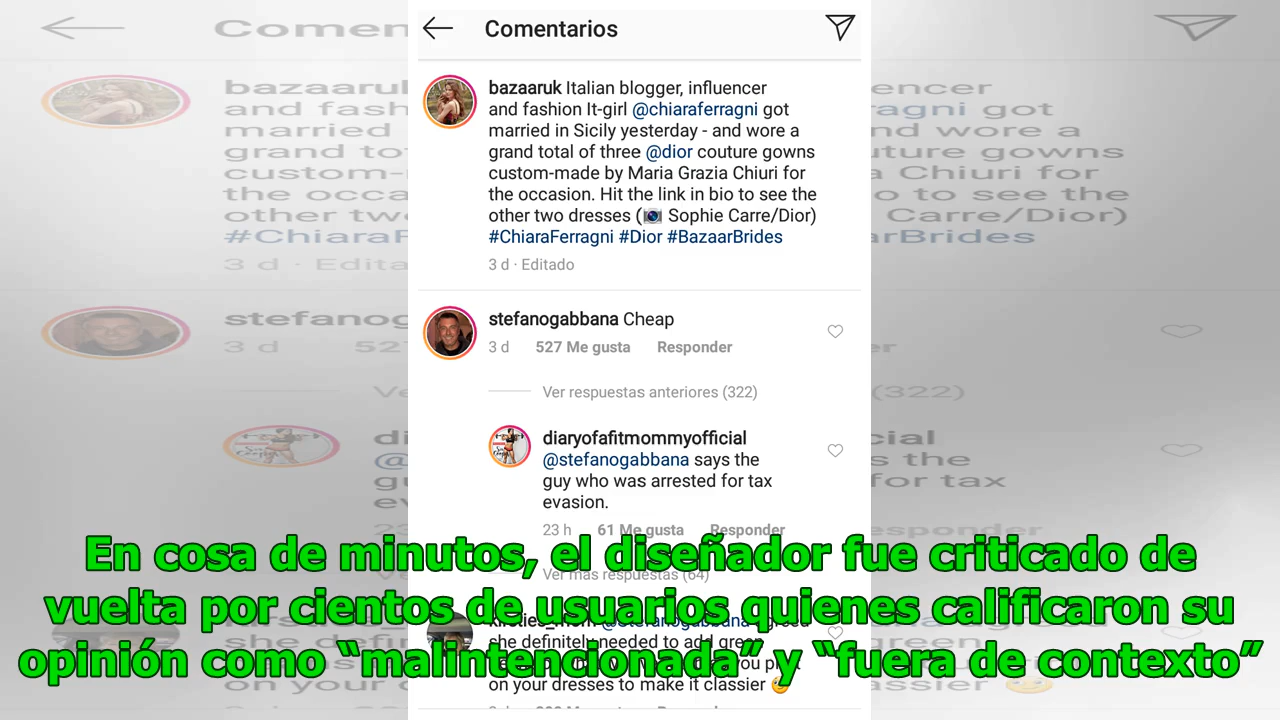 Comentarios
bazaaruk Italian blogger, influencer
and fashion It-girl @chiaraferragni got
married in Sicily yesterday - and wore a
grand total of three @dior couture gowns
custom-made by Maria Grazia Chiuri for
the occasion. Hit the link in bio to see the
other two dresses (📷 Sophie Carre/Dior)
#ChiaraFerragni #Dior #BazaarBrides
3 d · Editado
stefanogabbana Cheap
3 d 527 Me gusta Responder
Ver respuestas anteriores (322)
diaryofafitmommyofficial
@stefanogabbana says the
guy who was arrested for tax
evasion.
23 h 61 Me gusta Responder
Ver más respuestas (64)
@stefanogabbana
she definitely needed to add green
on your dresses to make it classier
En cosa de minutos, el diseñador fue criticado de
vuelta por cientos de usuarios quienes calificaron su
opinión como “malintencionada” y “fuera de contexto”